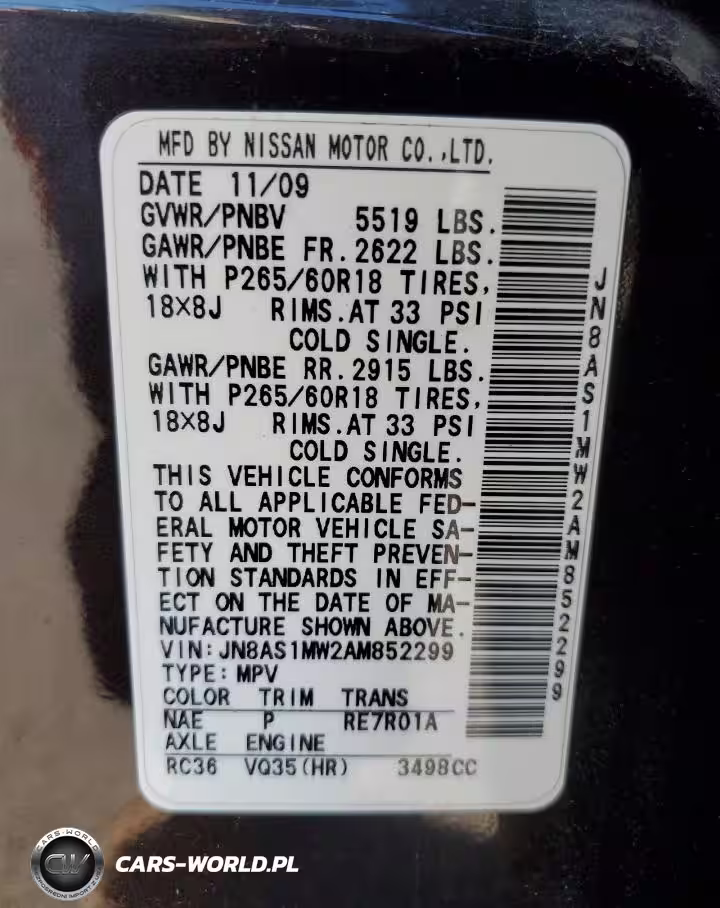 MFD BY NISSAN MOTOR CO.,LTD.
DATE 11/09
GVWR/PNBV 5519 LBS.
GAWR/PNBE FR.2622 LBS.
WITH P265/60R18 TIRES,
18×8J RIMS.AT 33 PSI
COLD SINGLE.
GAWR/PNBE RR.2915 LBS.
WITH P265/60R18 TIRES,
18×8J RIMS.AT 33 PSI
COLD SINGLE.
THIS VEHICLE CONFORMS
TO ALL APPLICABLE FED-
ERAL MOTOR VEHICLE SA-
FETY AND THEFT PREVEN-
TION STANDARDS IN EFF-
ECT ON THE DATE OF MA-
NUFACTURE SHOWN ABOVE.
VIN:JN8AS1MW2AM852299
TYPE:MPV
COLOR TRIM TRANS
NAE P RE7R01A
AXLE ENGINE
RC36 VQ35(HR) 3498CC
JN8AS1MW2AM852299
CARS-WORLD
CW
CARS-WORLD.PL